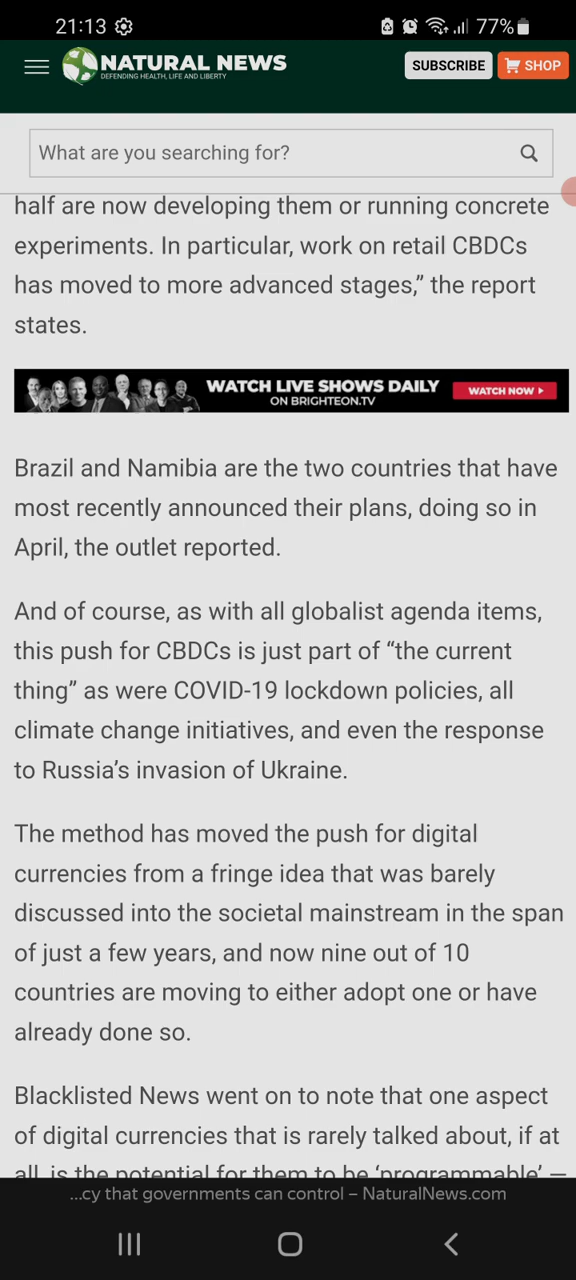 21:13
77%
NATURAL NEWS
DEFENDING HEALTH, LIFE AND LIBERTY
SUBSCRIBE
SHOP
What are you searching for?
half are now developing them or running concrete
experiments. In particular, work on retail CBDCs
has moved to more advanced stages,” the report
states.
WATCH LIVE SHOWS DAILY
ON BRIGHTEON.TV
WATCH NOW
Brazil and Namibia are the two countries that have
most recently announced their plans, doing so in
April, the outlet reported.
And of course, as with all globalist agenda items,
this push for CBDCs is just part of “the current
thing” as were COVID-19 lockdown policies, all
climate change initiatives, and even the response
to Russia’s invasion of Ukraine.
The method has moved the push for digital
currencies from a fringe idea that was barely
discussed into the societal mainstream in the span
of just a few years, and now nine out of 10
countries are moving to either adopt one or have
already done so.
Blacklisted News went on to note that one aspect
of digital currencies that is rarely talked about, if at
all, is the potential for them to be ‘programmable’ —
...cy that governments can control – NaturalNews.com